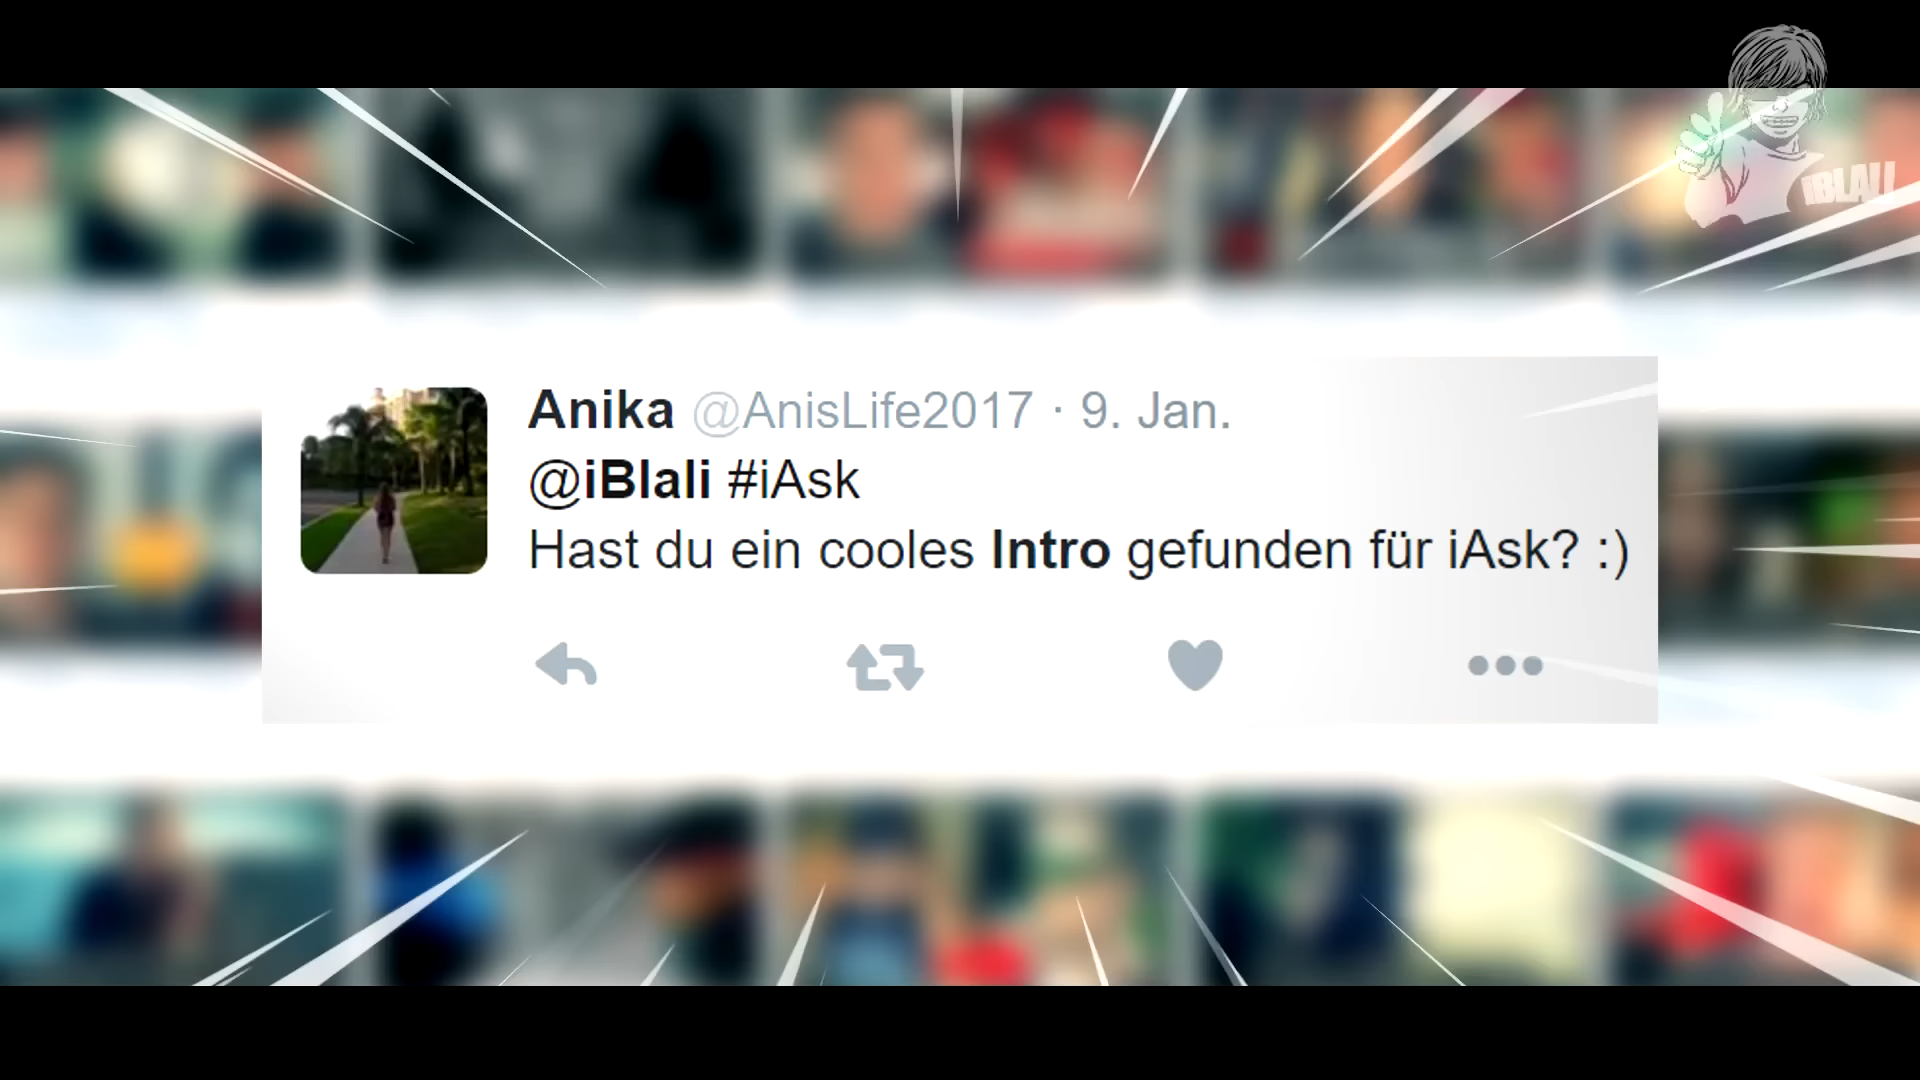 iBLALI
Anika @AnisLife2017 · 9. Jan.
@iBlali #iAsk
Hast du ein cooles Intro gefunden für iAsk? :)